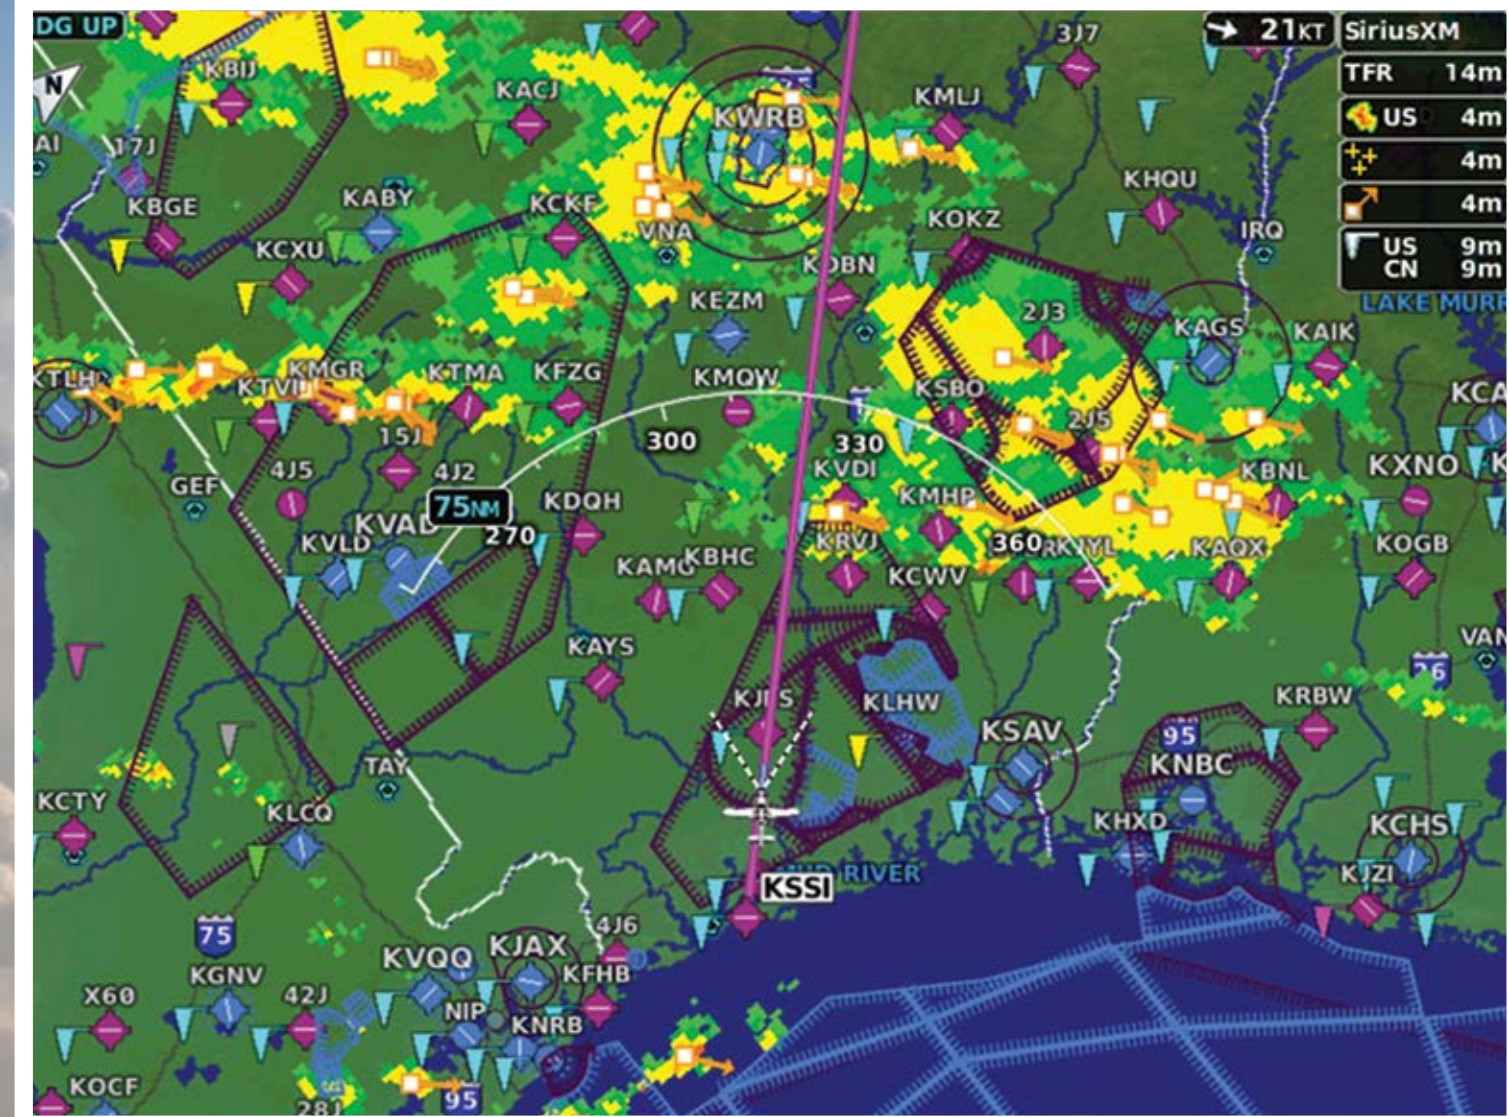 DG UP
21KT
SiriusXM
TFR 14m
US 4m
4m
4m
US 9m
CN 9m
3J7
KBIJ
KACJ
KWRB
KMLJ
AI
17J
KBGE
KABY
KCKF
VNA
KHQU
KOKZ
IRQ
KCXU
KDBN
KEZM
LAKE MURR
2J3
KAGS
KAIK
KTLH
KMGR
KTMA
KFZG
KMQW
KSBO
KCA
300
330
2J5
15J
GEF
4J5
4J2
75NM
270
KDQH
KVDI
KMHP
KBNL
KXNO
K
KVAD
KVLD
KRVJ
360
KJYL
KAQX
KOGB
KAMG
KBHC
KCWV
KAYS
VAN
26
KLHW
KRBW
KSAV
95
KNBC
TAY
KCTY
KLCQ
KHXD
KCHS
KJZI
RIVER
KSSI
75
4J6
KVQQ
KJAX
KFHB
KGNV
X60
42J
NIP
KNRB
KOCF
28J
95